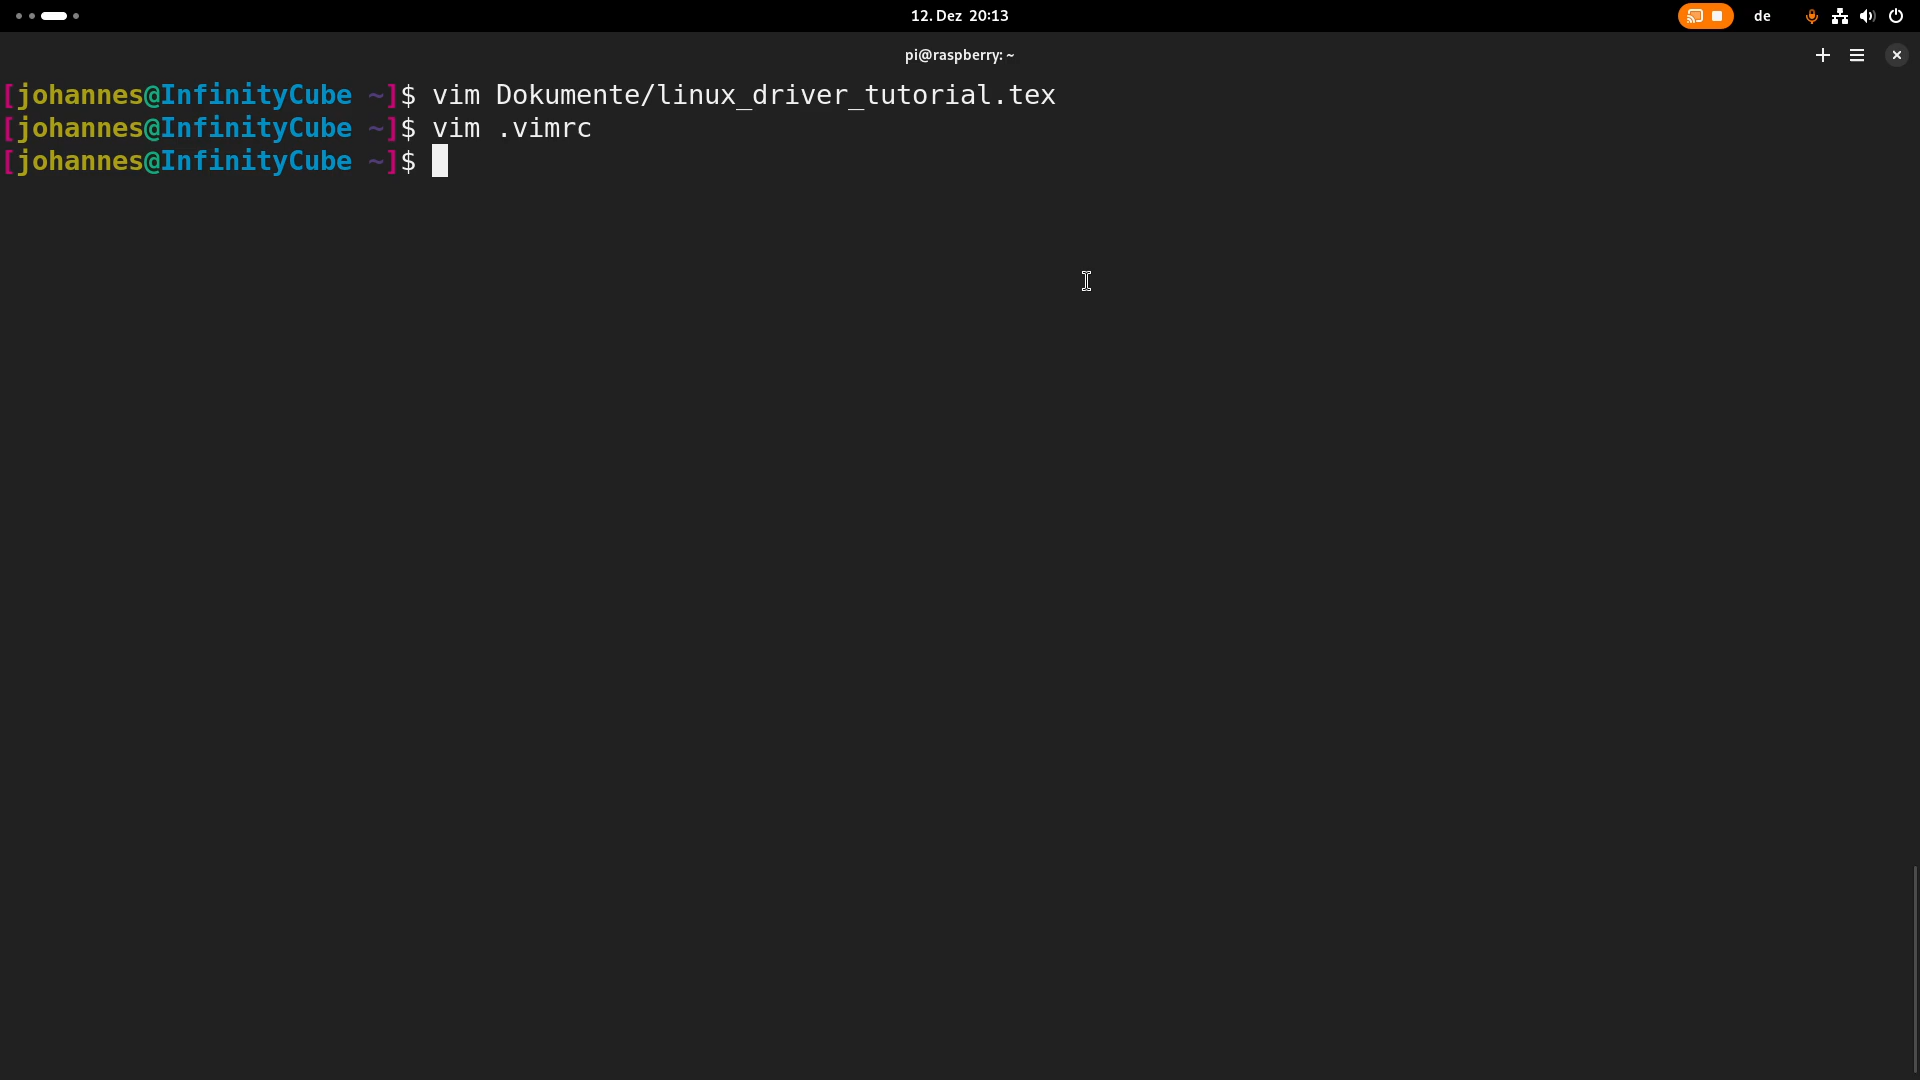 12. Dez 20:13
de
pi@raspberry: ~
[johannes@InfinityCube ~]$ vim Dokumente/linux_driver_tutorial.tex
[johannes@InfinityCube ~]$ vim .vimrc
[johannes@InfinityCube ~]$